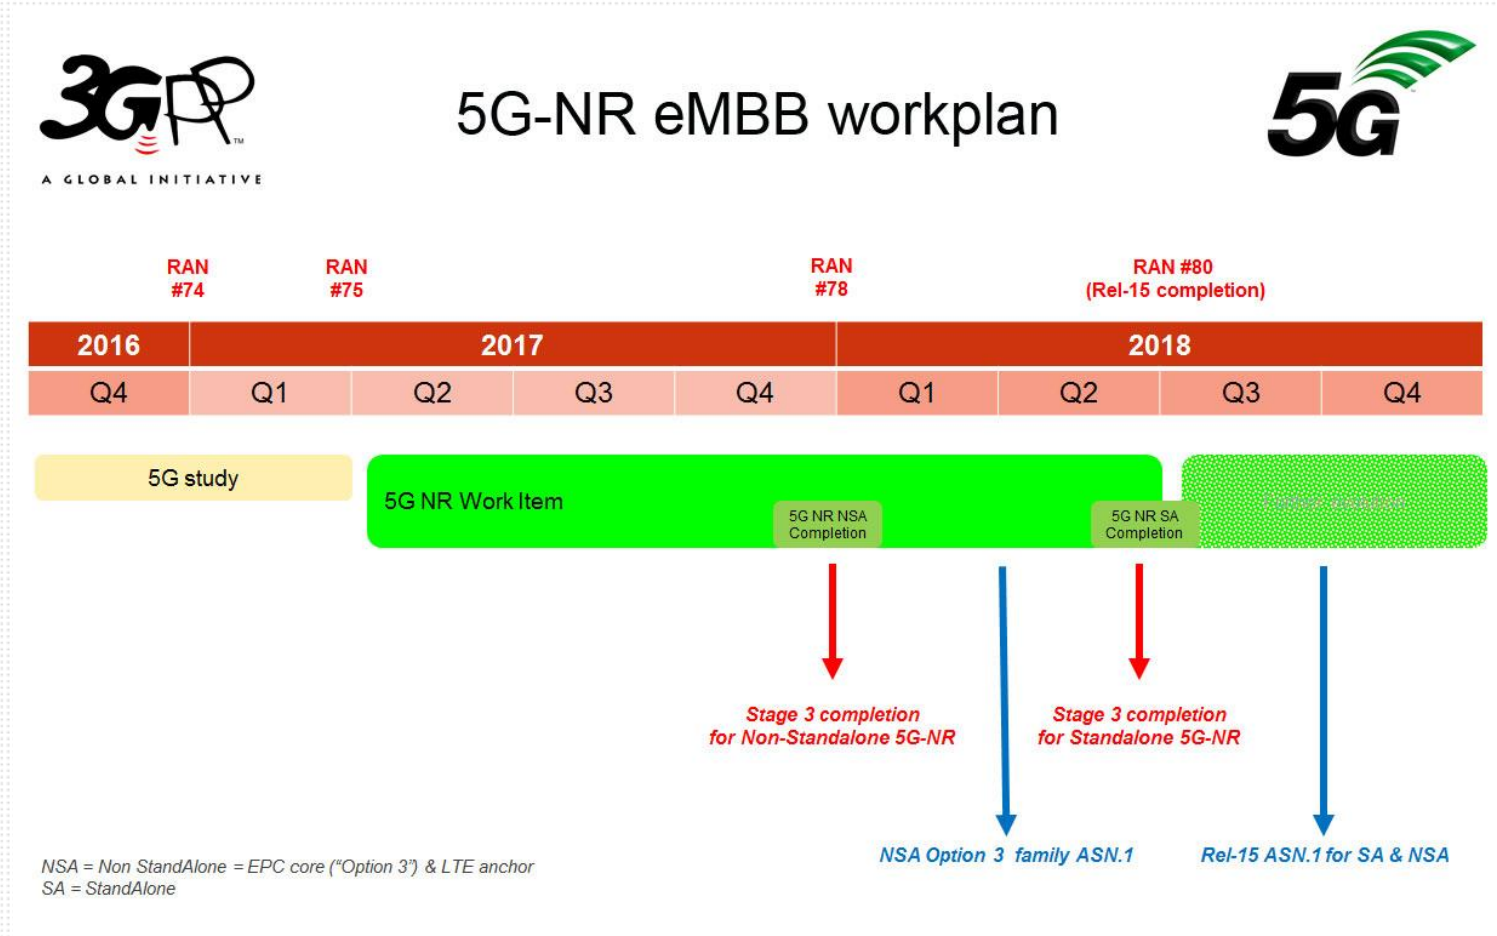 3GPP
TM
A GLOBAL INITIATIVE
5G-NR eMBB workplan
5G
RAN
#74
RAN
#75
RAN
#78
RAN #80
(Rel-15 completion)
2016
2017
2018
Q4
Q1
Q2
Q3
Q4
Q1
Q2
Q3
Q4
5G study
5G NR Work Item
5G NR NSA
Completion
5G NR SA
Completion
Stage 3 completion
for Non-Standalone 5G-NR
Stage 3 completion
for Standalone 5G-NR
NSA Option 3 family ASN.1
Rel-15 ASN.1 for SA & NSA
NSA = Non StandAlone = EPC core (“Option 3”) & LTE anchor
SA = StandAlone